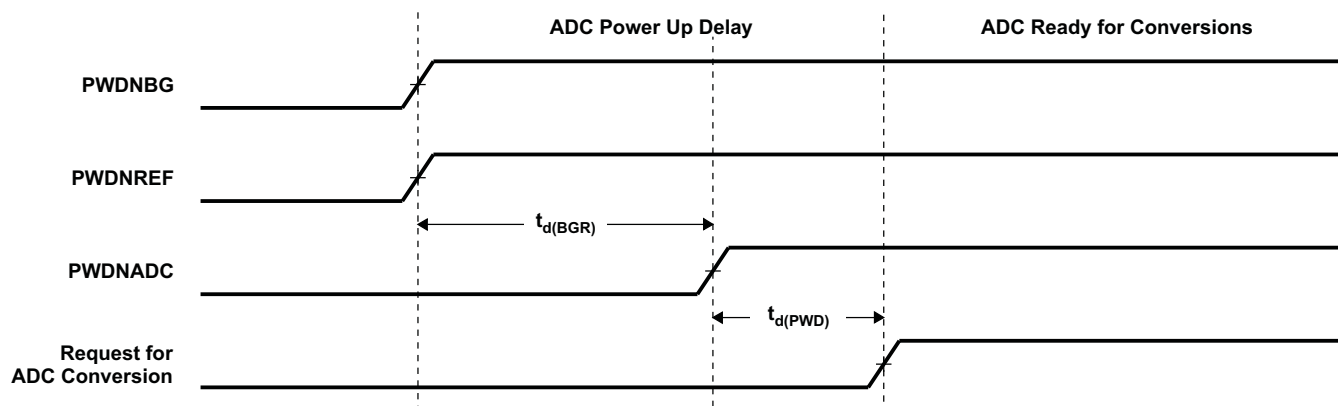 ADC Power Up Delay
ADC Ready for Conversions
PWDNBG
PWDNREF
td(BGR)
PWDNADC
td(PWD)
Request for
ADC Conversion